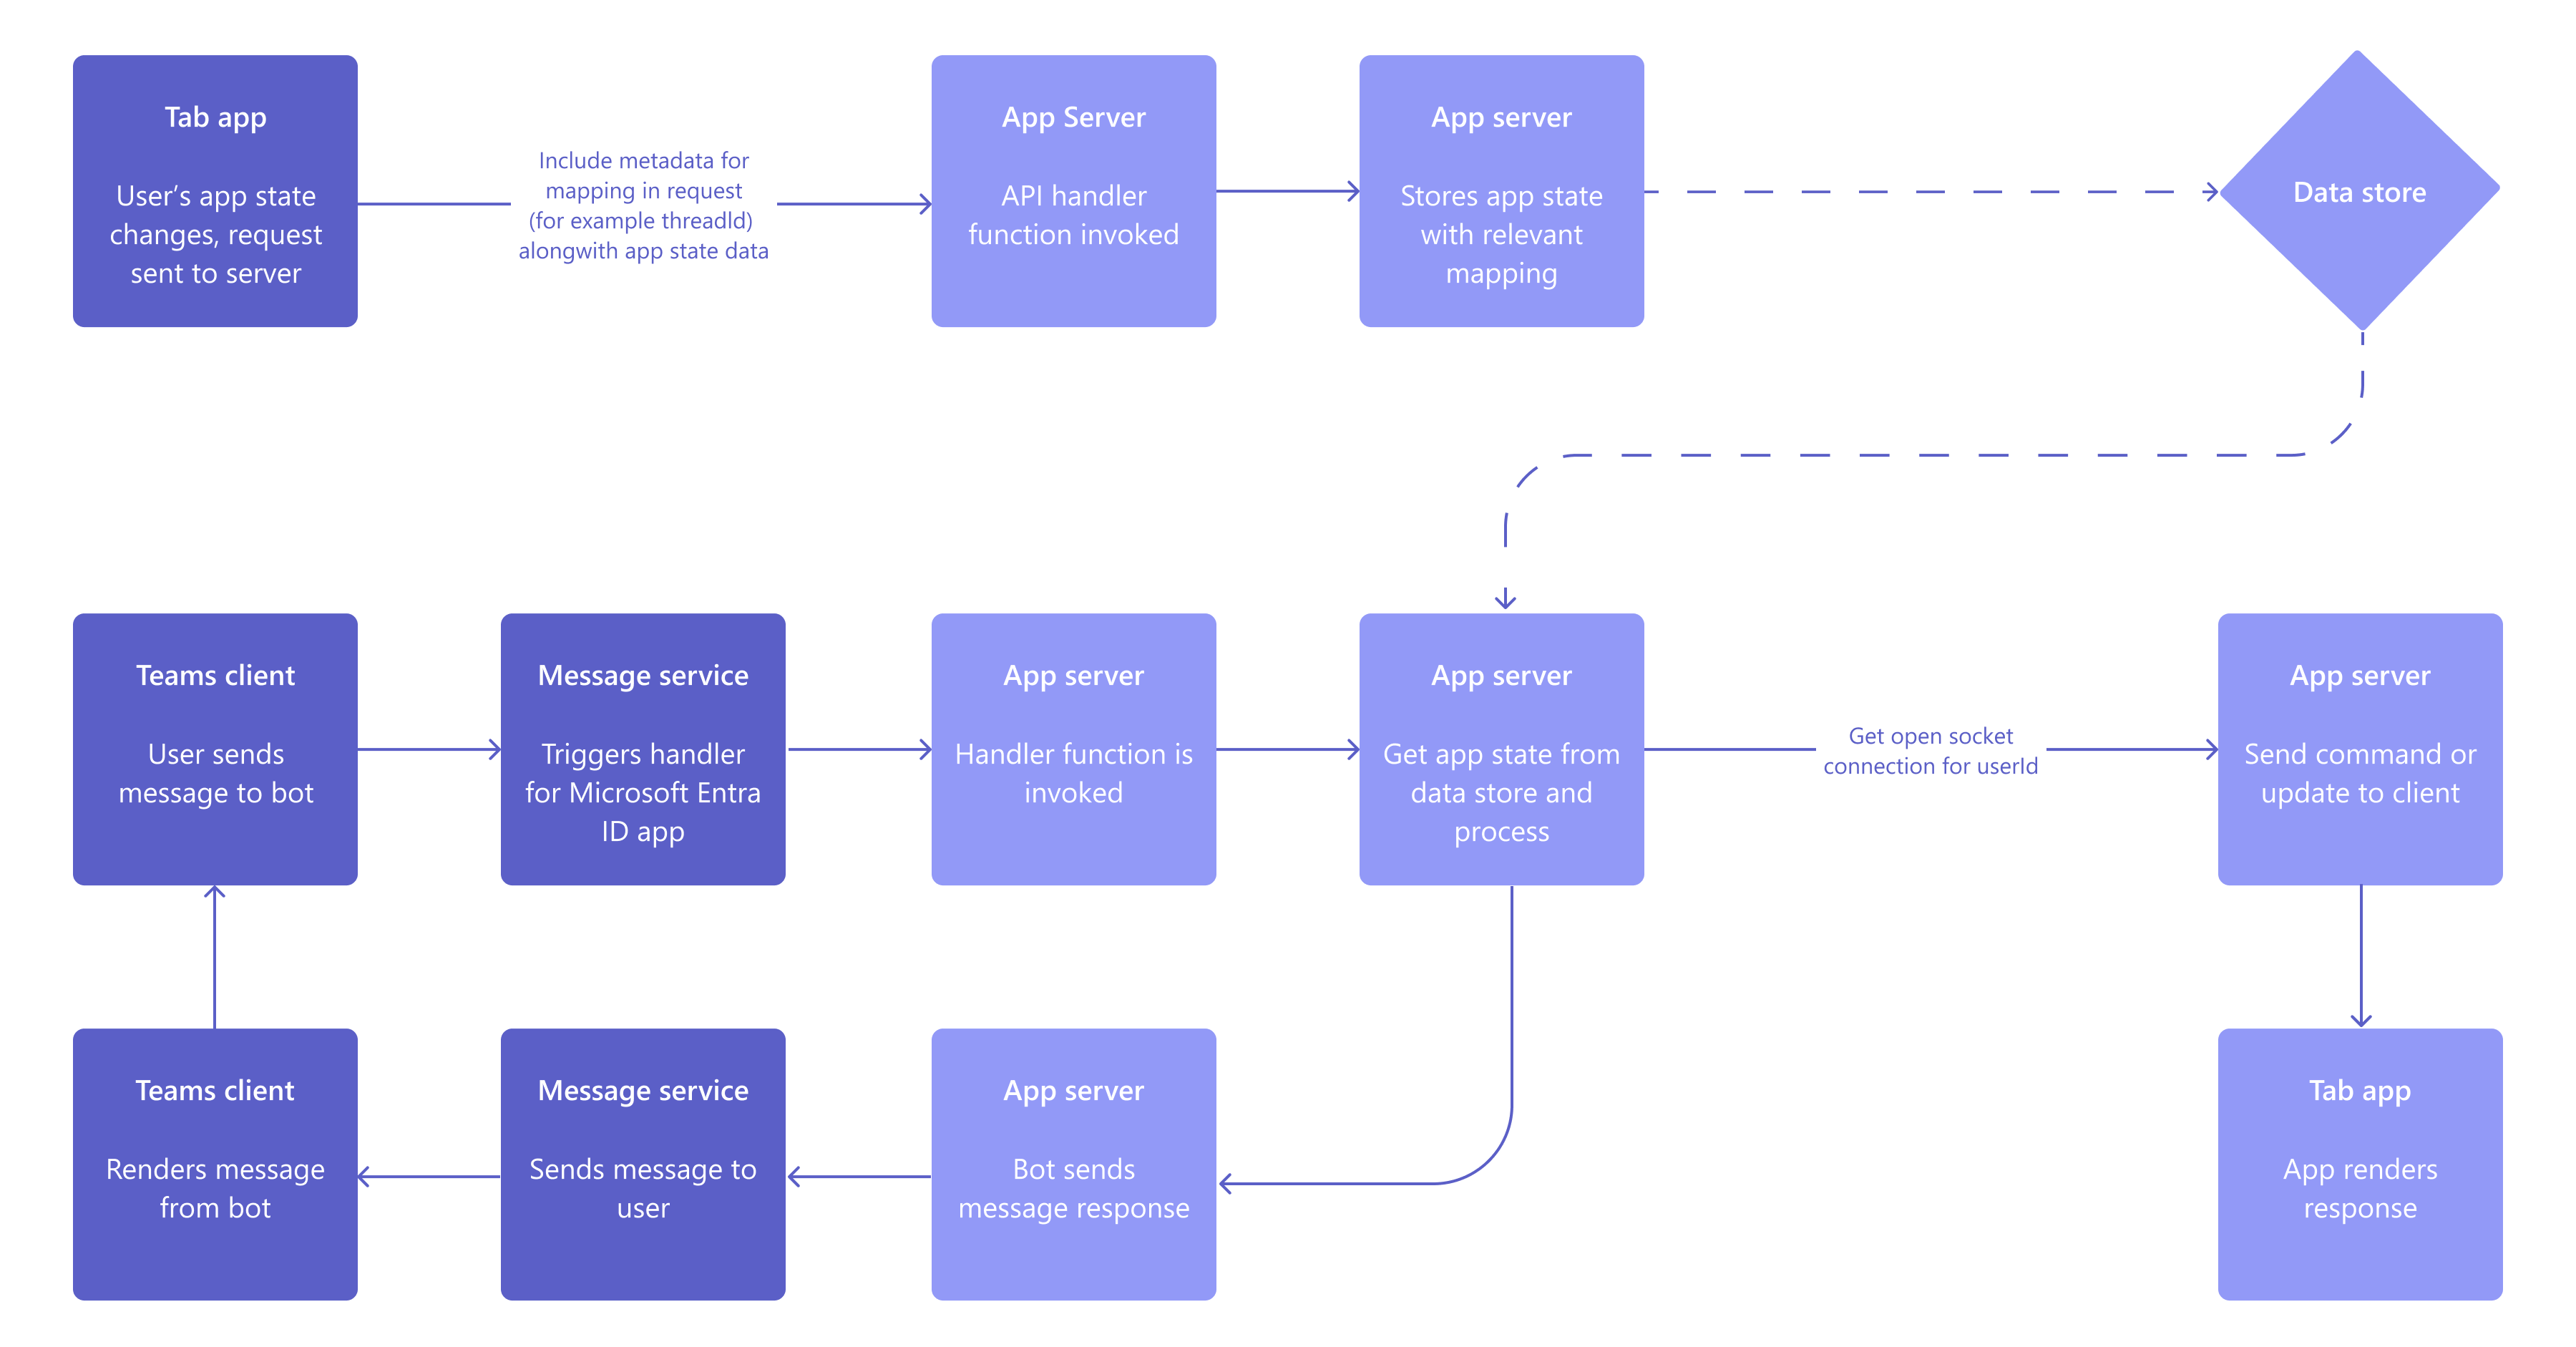 Tab app
User's app state
changes, request
sent to server
Include metadata for
mapping in request
(for example threadId)
alongwith app state data
App Server
API handler
function invoked
App server
Stores app state
with relevant
mapping
Data store
Teams client
User sends
message to bot
Message service
Triggers handler
for Microsoft Entra
ID app
App server
Handler function is
invoked
App server
Get app state from
data store and
process
Get open socket
connection for userId
App server
Send command or
update to client
Teams client
Renders message
from bot
Message service
Sends message to
user
App server
Bot sends
message response
Tab app
App renders
response